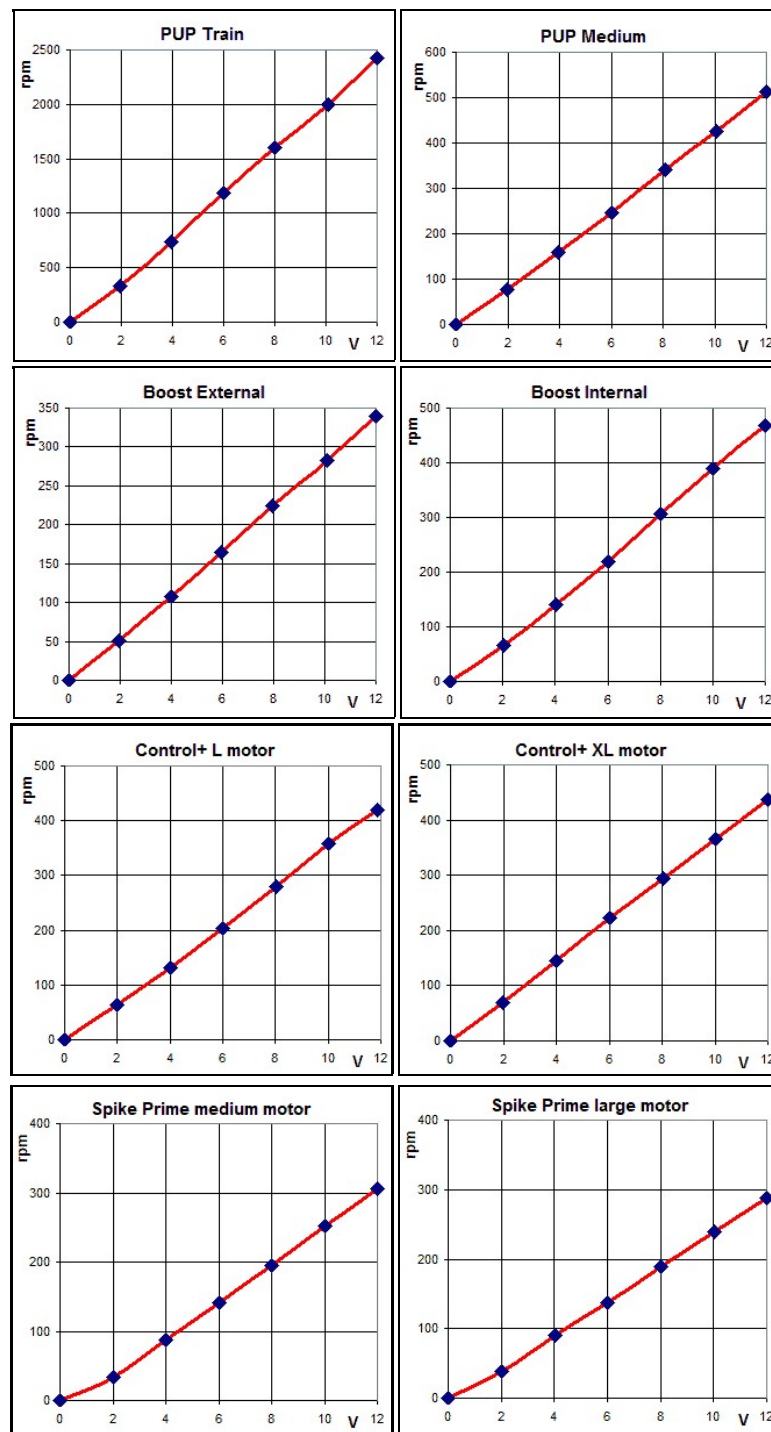 PUP Train
rpm
2500
2000
1500
1000
500
0
0 2 4 6 8 10 V 12
PUP Medium
rpm
600
500
400
300
200
100
0
0 2 4 6 8 10 V 12
Boost External
rpm
350
300
250
200
150
100
50
0
0 2 4 6 8 10 V 12
Boost Internal
rpm
500
400
300
200
100
0
0 2 4 6 8 10 V 12
Control+ L motor
rpm
500
400
300
200
100
0
0 2 4 6 8 10 V 12
Control+ XL motor
rpm
500
400
300
200
100
0
0 2 4 6 8 10 V 12
Spike Prime medium motor
rpm
400
300
200
100
0
0 2 4 6 8 10 V 12
Spike Prime large motor
rpm
400
300
200
100
0
0 2 4 6 8 10 V 12